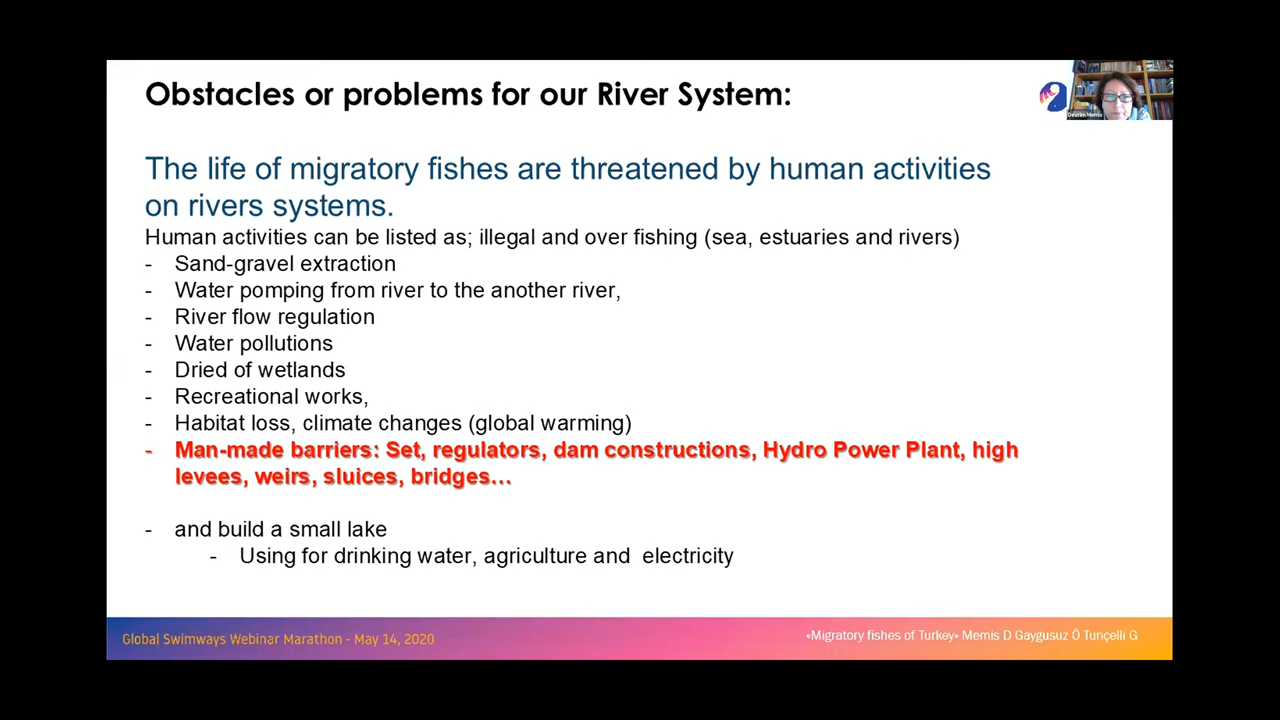 Obstacles or problems for our River System:
Devrim Memis
The life of migratory fishes are threatened by human activities
on rivers systems.
Human activities can be listed as; illegal and over fishing (sea, estuaries and rivers)
- Sand-gravel extraction
- Water pomping from river to the another river,
- River flow regulation
- Water pollutions
- Dried of wetlands
- Recreational works,
- Habitat loss, climate changes (global warming)
- Man-made barriers: Set, regulators, dam constructions, Hydro Power Plant, high
levees, weirs, sluices, bridges…
- and build a small lake
- Using for drinking water, agriculture and electricity
Global Swimways Webinar Marathon - May 14, 2020
«Migratory fishes of Turkey» Memis D Gaygusuz Ö Tunçelli G